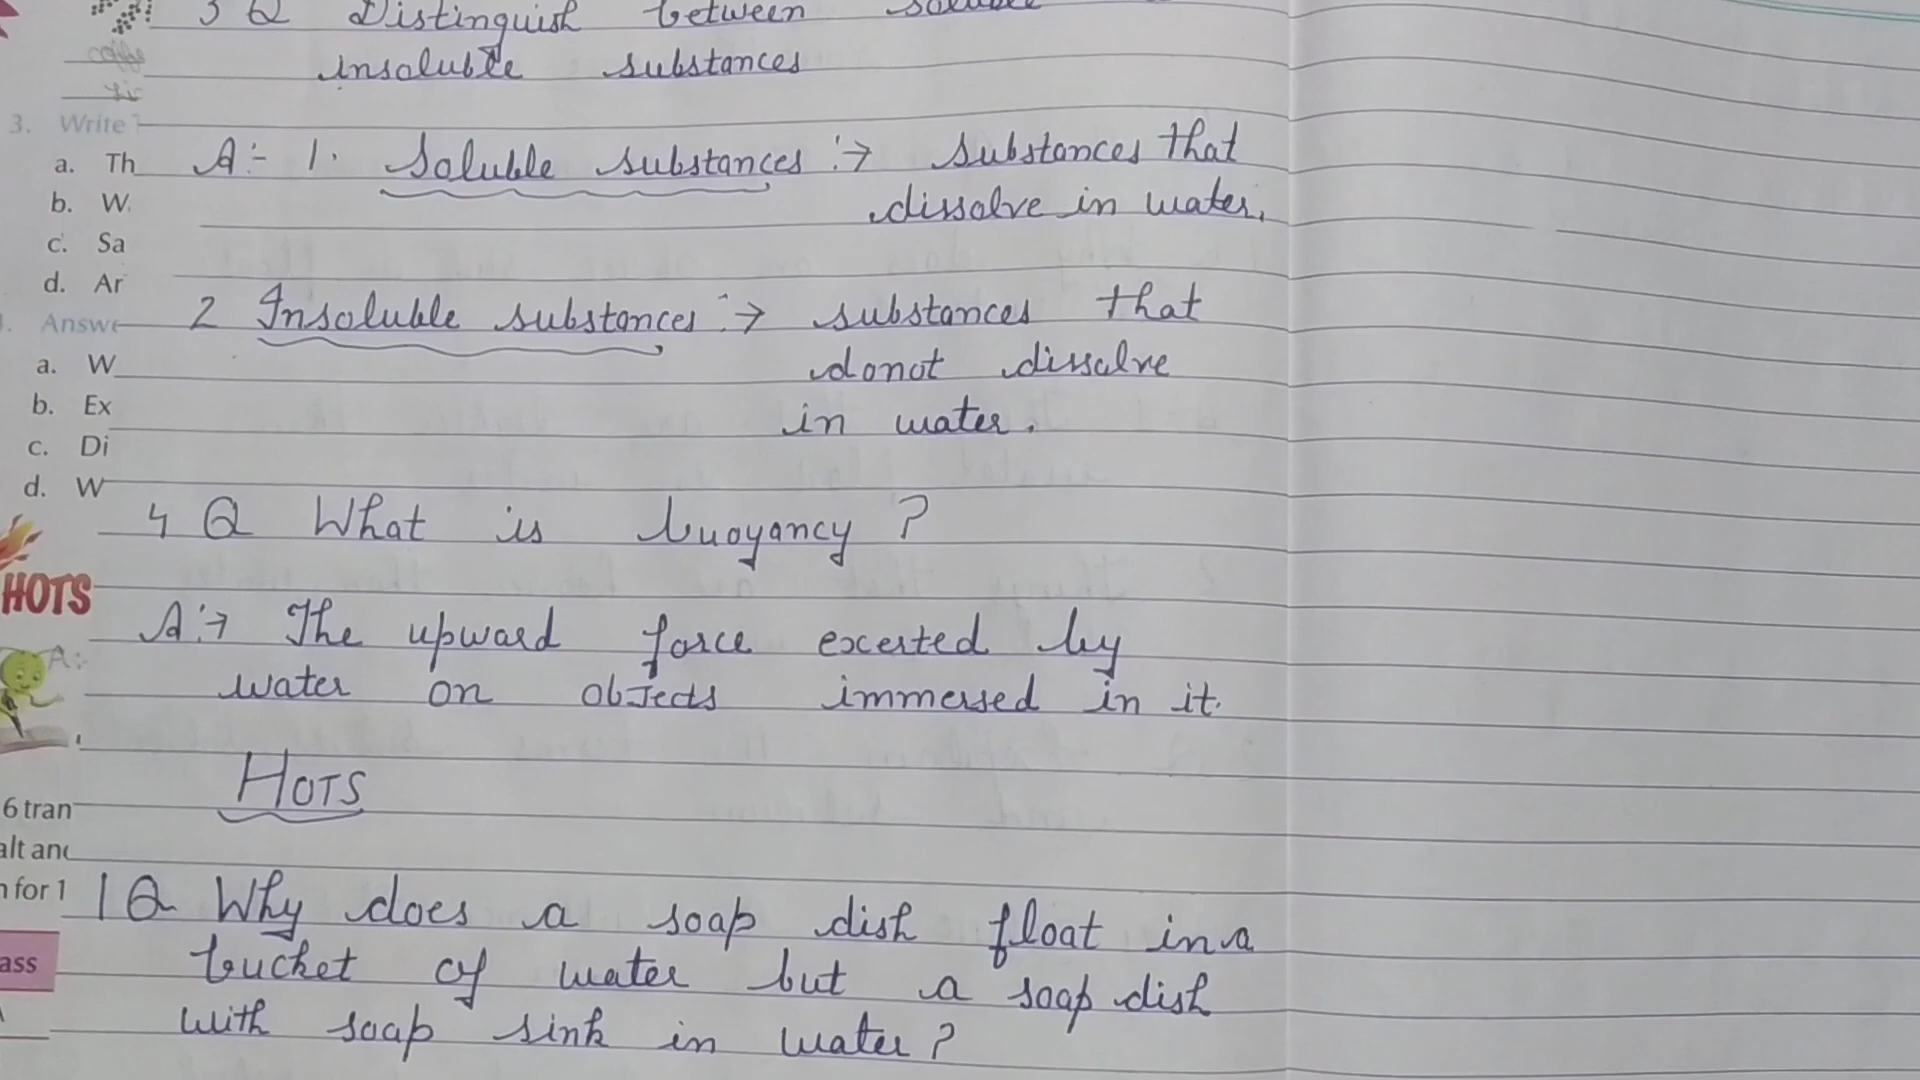 3 Q Distinguish between
insoluble substances
3. Write
A:- 1. Soluble substances :→ substances that
a. Th
dissolve in water.
b. W
c. Sa
d. Ar
2 Insoluble substances :→ substances that
Answ
donot dissolve
a. W
in water.
b. Ex
c. Di
d. W
4 Q What is buoyancy ?
HOTS
A:→ The upward force excerted by
A:-
water on objects immersed in it.
HOTS
6 tran
alt and
n for 1
1 Q Why does a soap dish float in a
bucket of water but a soap dish
ass
with soap sink in water ?